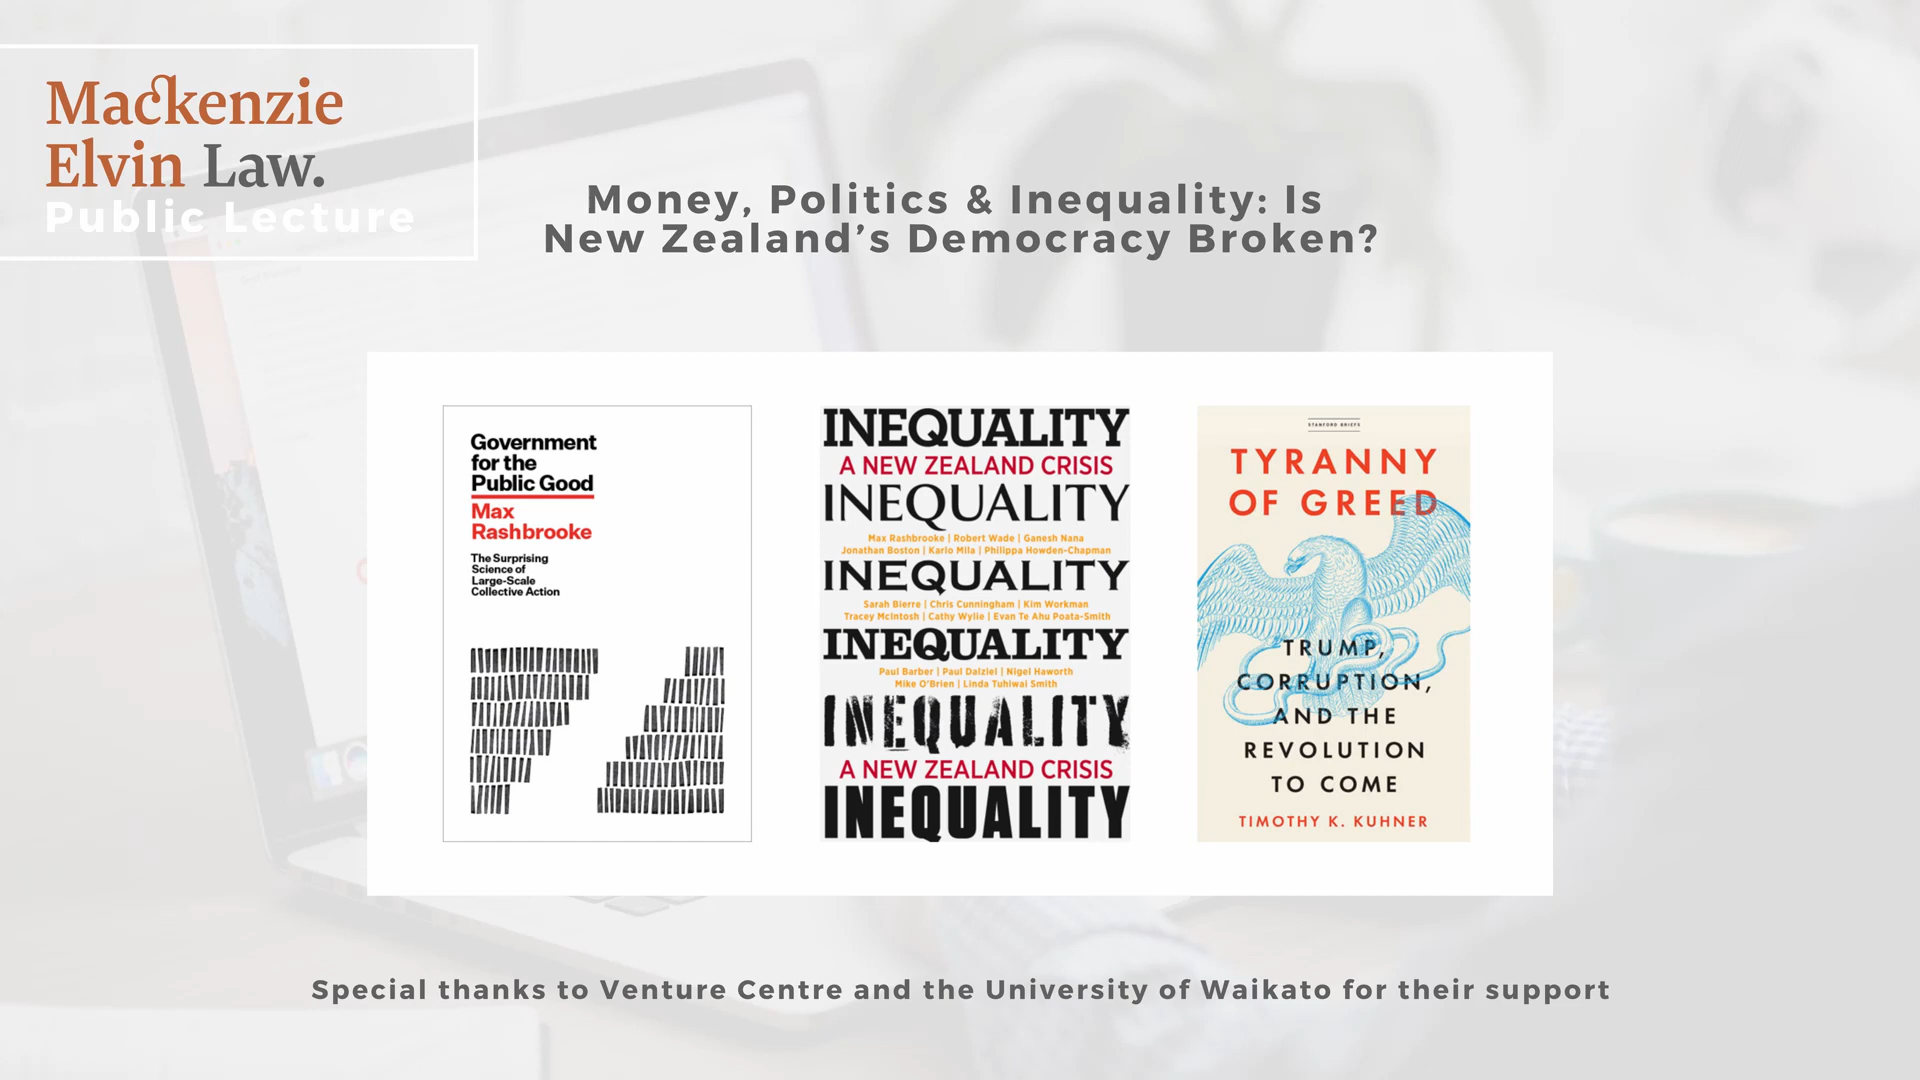 Mackenzie
Elvin Law.
Public Lecture
Money, Politics & Inequality: Is
New Zealand’s Democracy Broken?
Government
for the
Public Good
Max
Rashbrooke
The Surprising
Science of
Large-Scale
Collective Action
INEQUALITY
A NEW ZEALAND CRISIS
INEQUALITY
Max Rashbrooke | Robert Wade | Ganesh Nana
Jonathan Boston | Karlo Mila | Philippa Howden-Chapman
INEQUALITY
Sarah Bierre | Chris Cunningham | Kim Workman
Tracey McIntosh | Cathy Wylie | Evan Te Ahu Poata-Smith
INEQUALITY
Paul Barber | Paul Dalziel | Nigel Haworth
Mike O'Brien | Linda Tuhiwai Smith
INEQUALITY
A NEW ZEALAND CRISIS
INEQUALITY
STANFORD BRIEFS
TYRANNY
OF GREED
TRUMP,
CORRUPTION,
AND THE
REVOLUTION
TO COME
TIMOTHY K. KUHNER
Special thanks to Venture Centre and the University of Waikato for their support